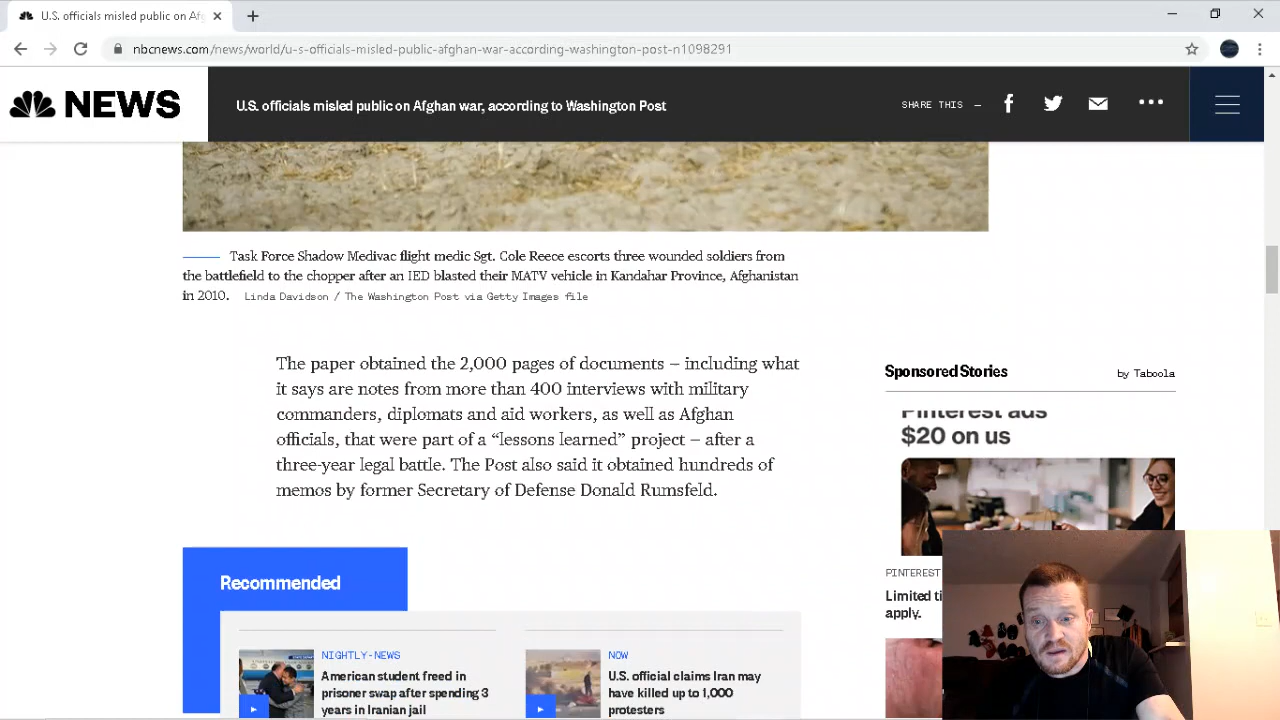 U.S. officials misled public on Afg
nbcnews.com/news/world/u-s-officials-misled-public-afghan-war-according-washington-post-n1098291
NEWS
U.S. officials misled public on Afghan war, according to Washington Post
SHARE THIS —
Task Force Shadow Medivac flight medic Sgt. Cole Reece escorts three wounded soldiers from
the battlefield to the chopper after an IED blasted their MATV vehicle in Kandahar Province, Afghanistan
in 2010. Linda Davidson / The Washington Post via Getty Images file
The paper obtained the 2,000 pages of documents — including what
it says are notes from more than 400 interviews with military
commanders, diplomats and aid workers, as well as Afghan
officials, that were part of a “lessons learned” project — after a
three-year legal battle. The Post also said it obtained hundreds of
memos by former Secretary of Defense Donald Rumsfeld.
Sponsored Stories
by Taboola
Pinterest ads
$20 on us
PINTEREST
Limited ti
apply.
Recommended
NIGHTLY-NEWS
American student freed in
prisoner swap after spending 3
years in Iranian jail
NOW
U.S. official claims Iran may
have killed up to 1,000
protesters